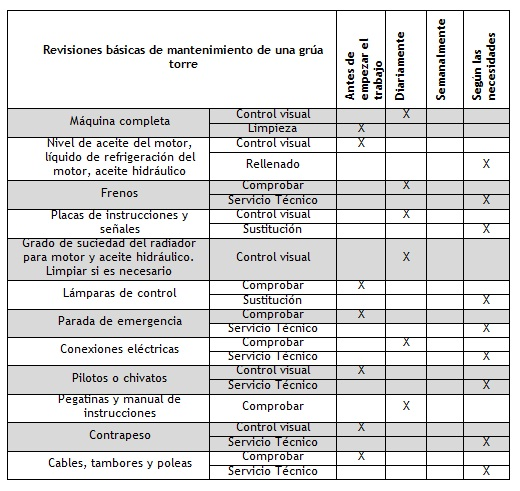 Revisiones básicas de mantenimiento de una grúa
torre
Antes de
empezar el
trabajo
Diariamente
Semanalmente
Según las
necesidades
Máquina completa
Control visual
X
Limpieza
X
Nivel de aceite del motor,
líquido de refrigeración del
motor, aceite hidráulico
Control visual
X
Rellenado
X
Frenos
Comprobar
X
Servicio Técnico
X
Placas de instrucciones y
señales
Control visual
X
Sustitución
X
Grado de suciedad del radiador
para motor y aceite hidráulico.
Limpiar si es necesario
Control visual
X
Lámparas de control
Comprobar
X
Sustitución
X
Parada de emergencia
Comprobar
X
Servicio Técnico
X
Conexiones eléctricas
Comprobar
X
Servicio Técnico
X
Pilotos o chivatos
Control visual
X
Servicio Técnico
X
Pegatinas y manual de
instrucciones
Comprobar
X
Contrapeso
Control visual
X
Servicio Técnico
X
Cables, tambores y poleas
Comprobar
X
Servicio Técnico
X